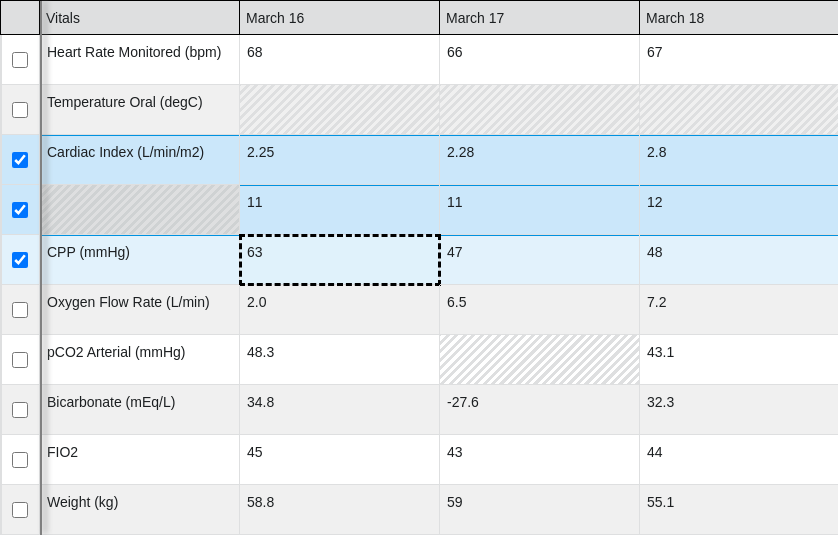 Vitals March 16 March 17 March 18
Heart Rate Monitored (bpm) 68 66 67
Temperature Oral (degC)
Cardiac Index (L/min/m2) 2.25 2.28 2.8
11 11 12
CPP (mmHg) 63 47 48
Oxygen Flow Rate (L/min) 2.0 6.5 7.2
pCO2 Arterial (mmHg) 48.3 43.1
Bicarbonate (mEq/L) 34.8 -27.6 32.3
FIO2 45 43 44
Weight (kg) 58.8 59 55.1